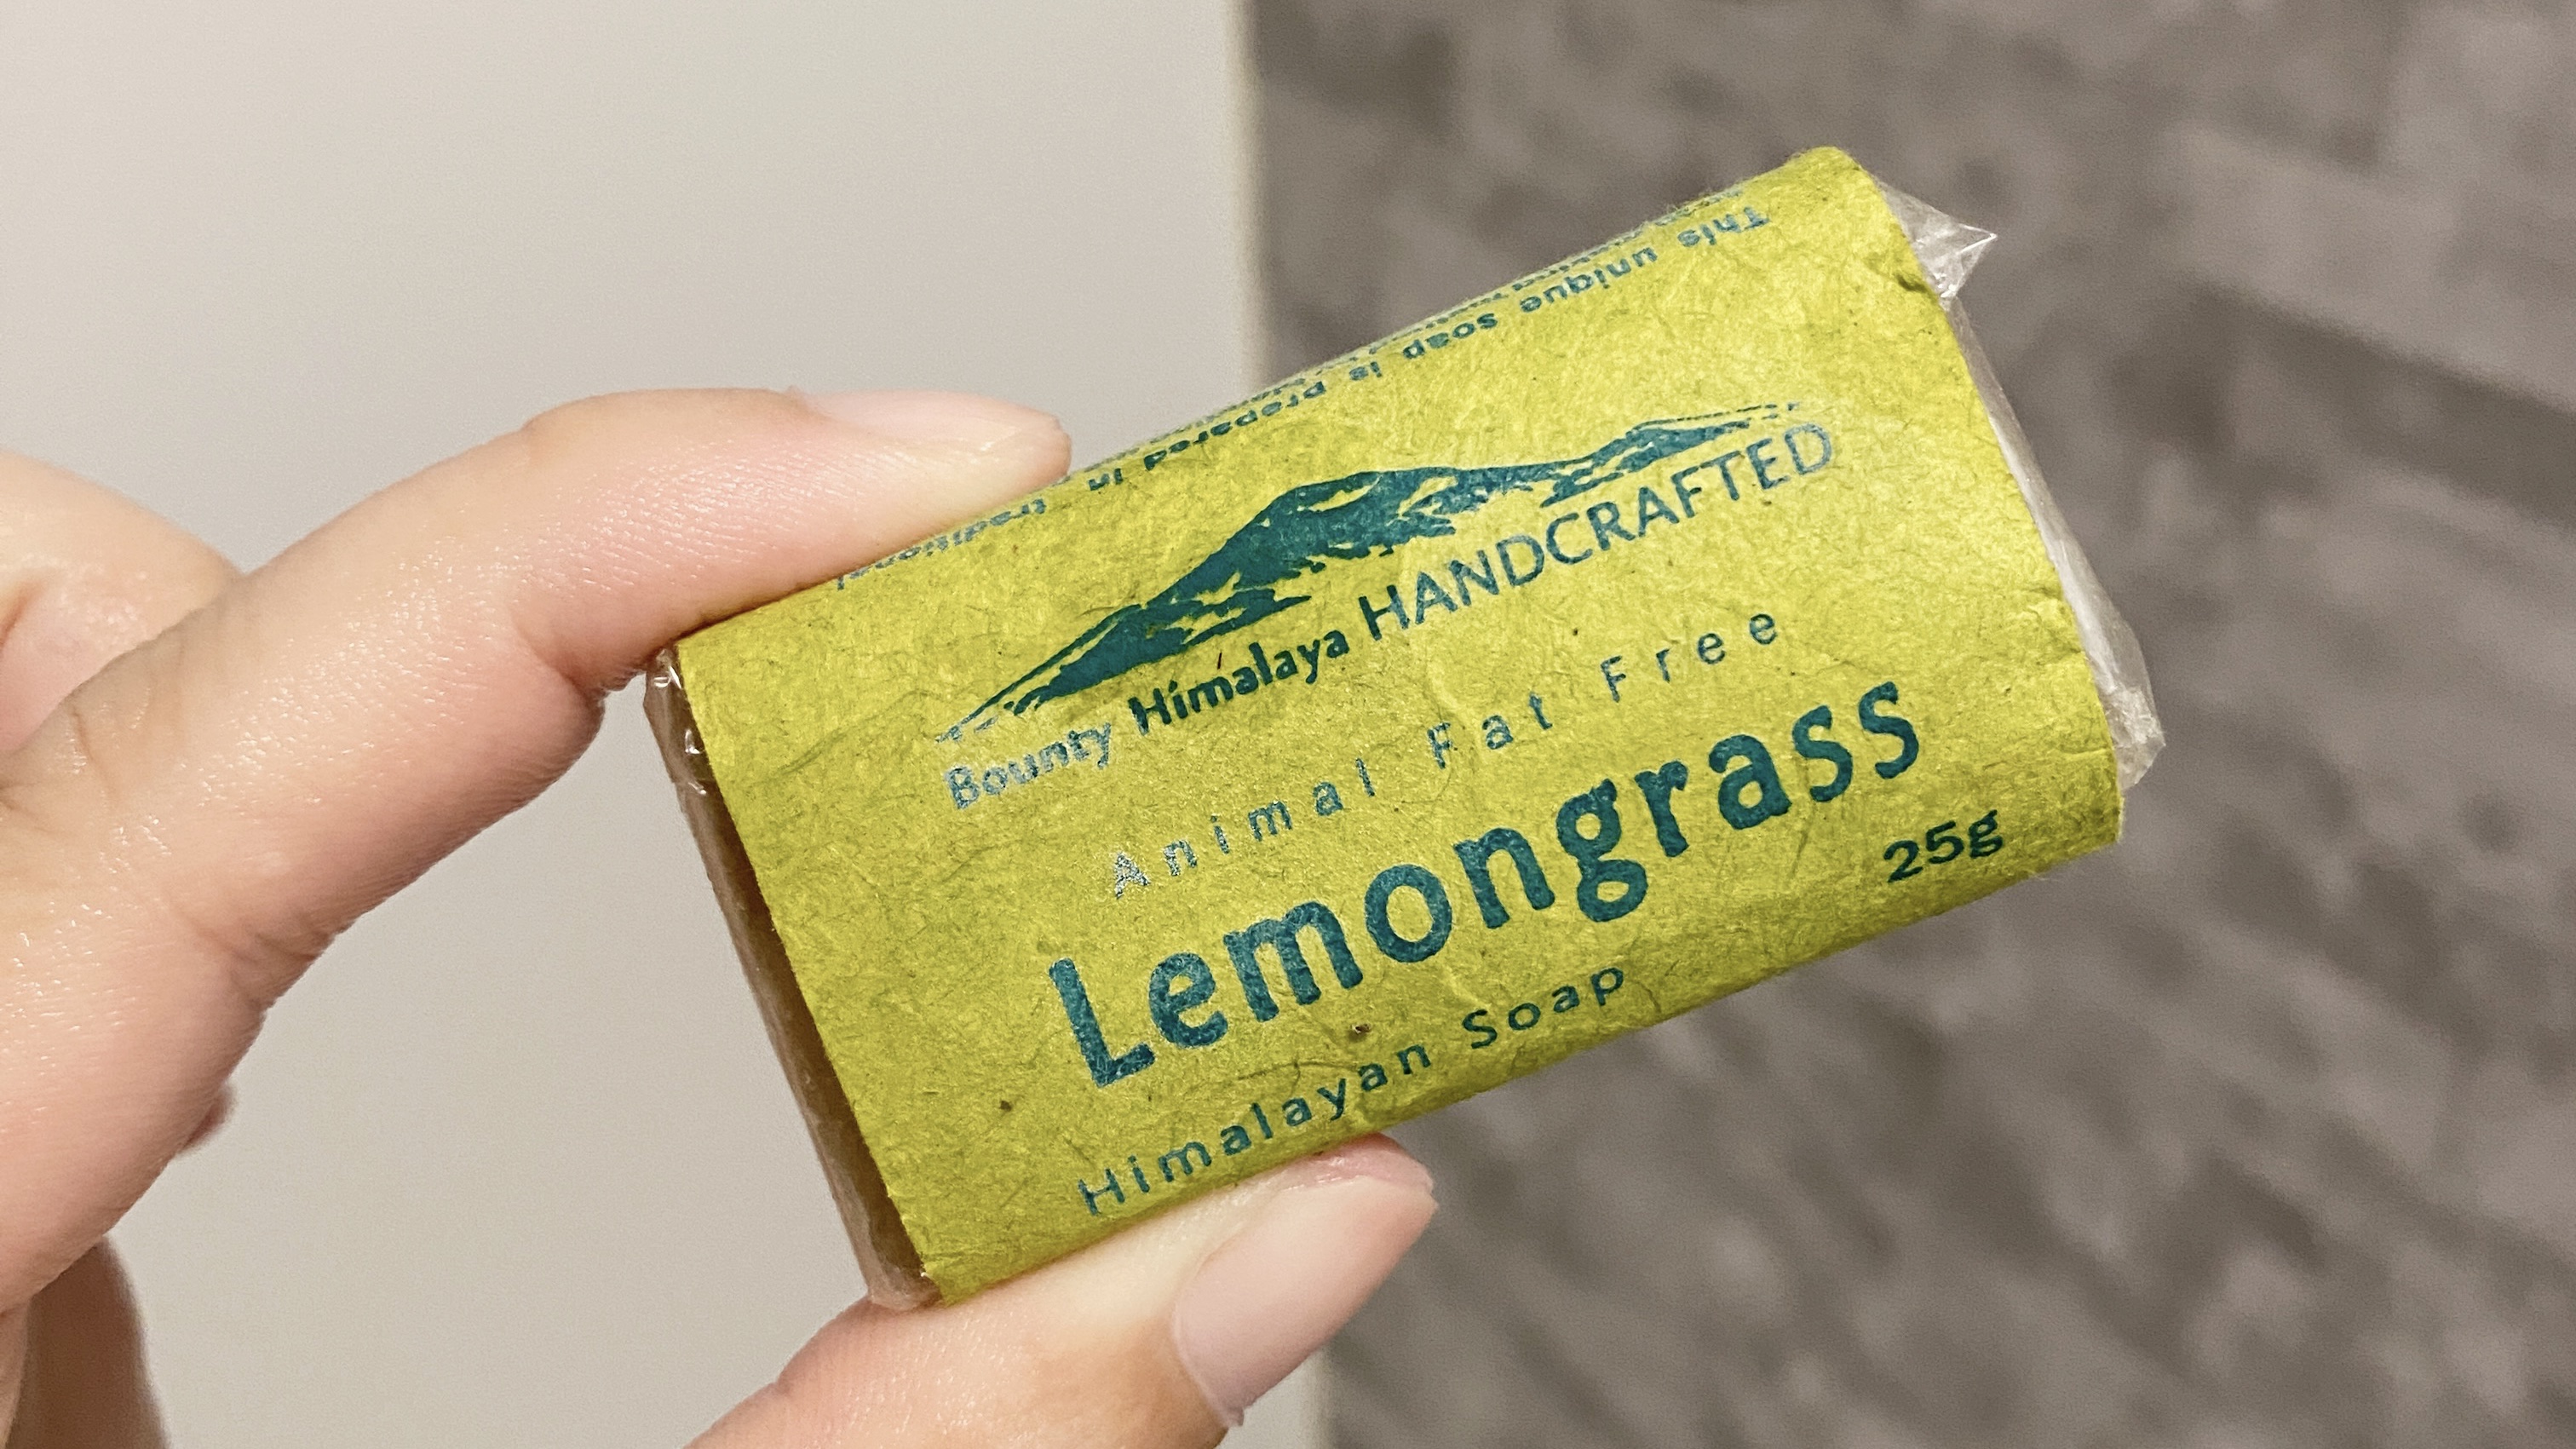 Bounty Himalaya HANDCRAFTED
Animal Fat Free
Lemongrass
25g
Himalayan Soap
This unique soap is prepared in traditional